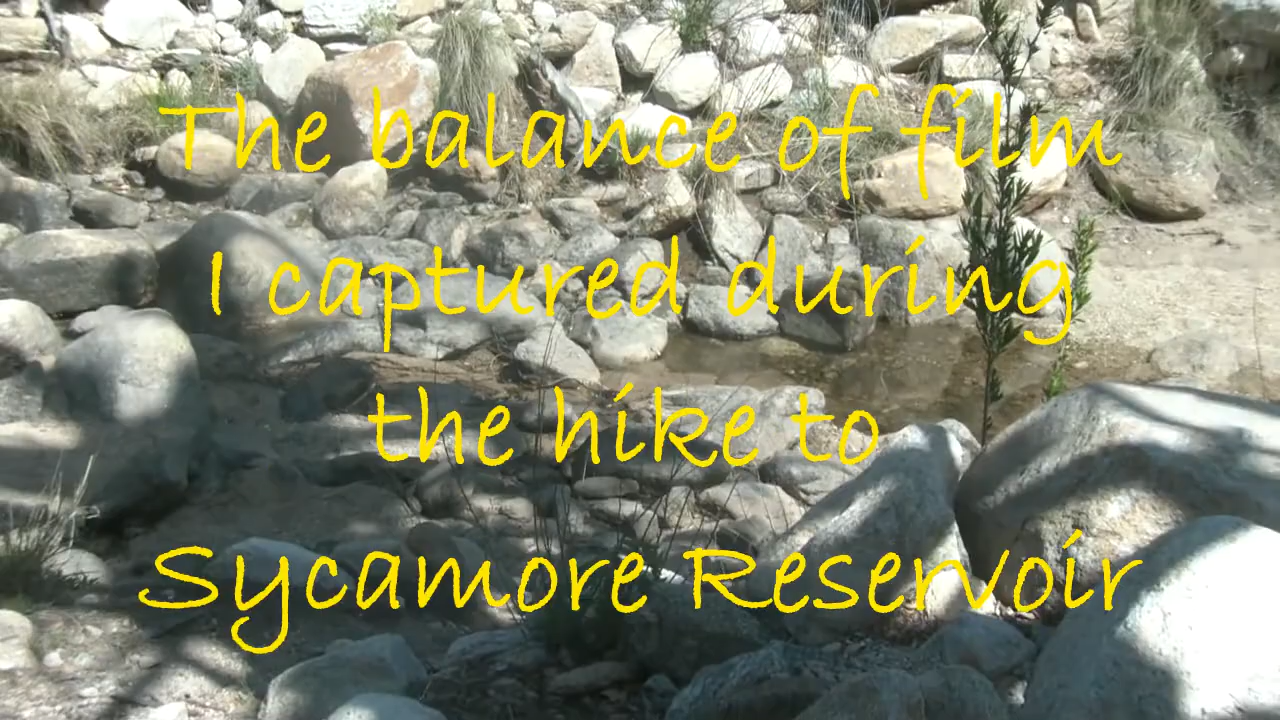 The balance of film
I captured during
the hike to
Sycamore Reservoir